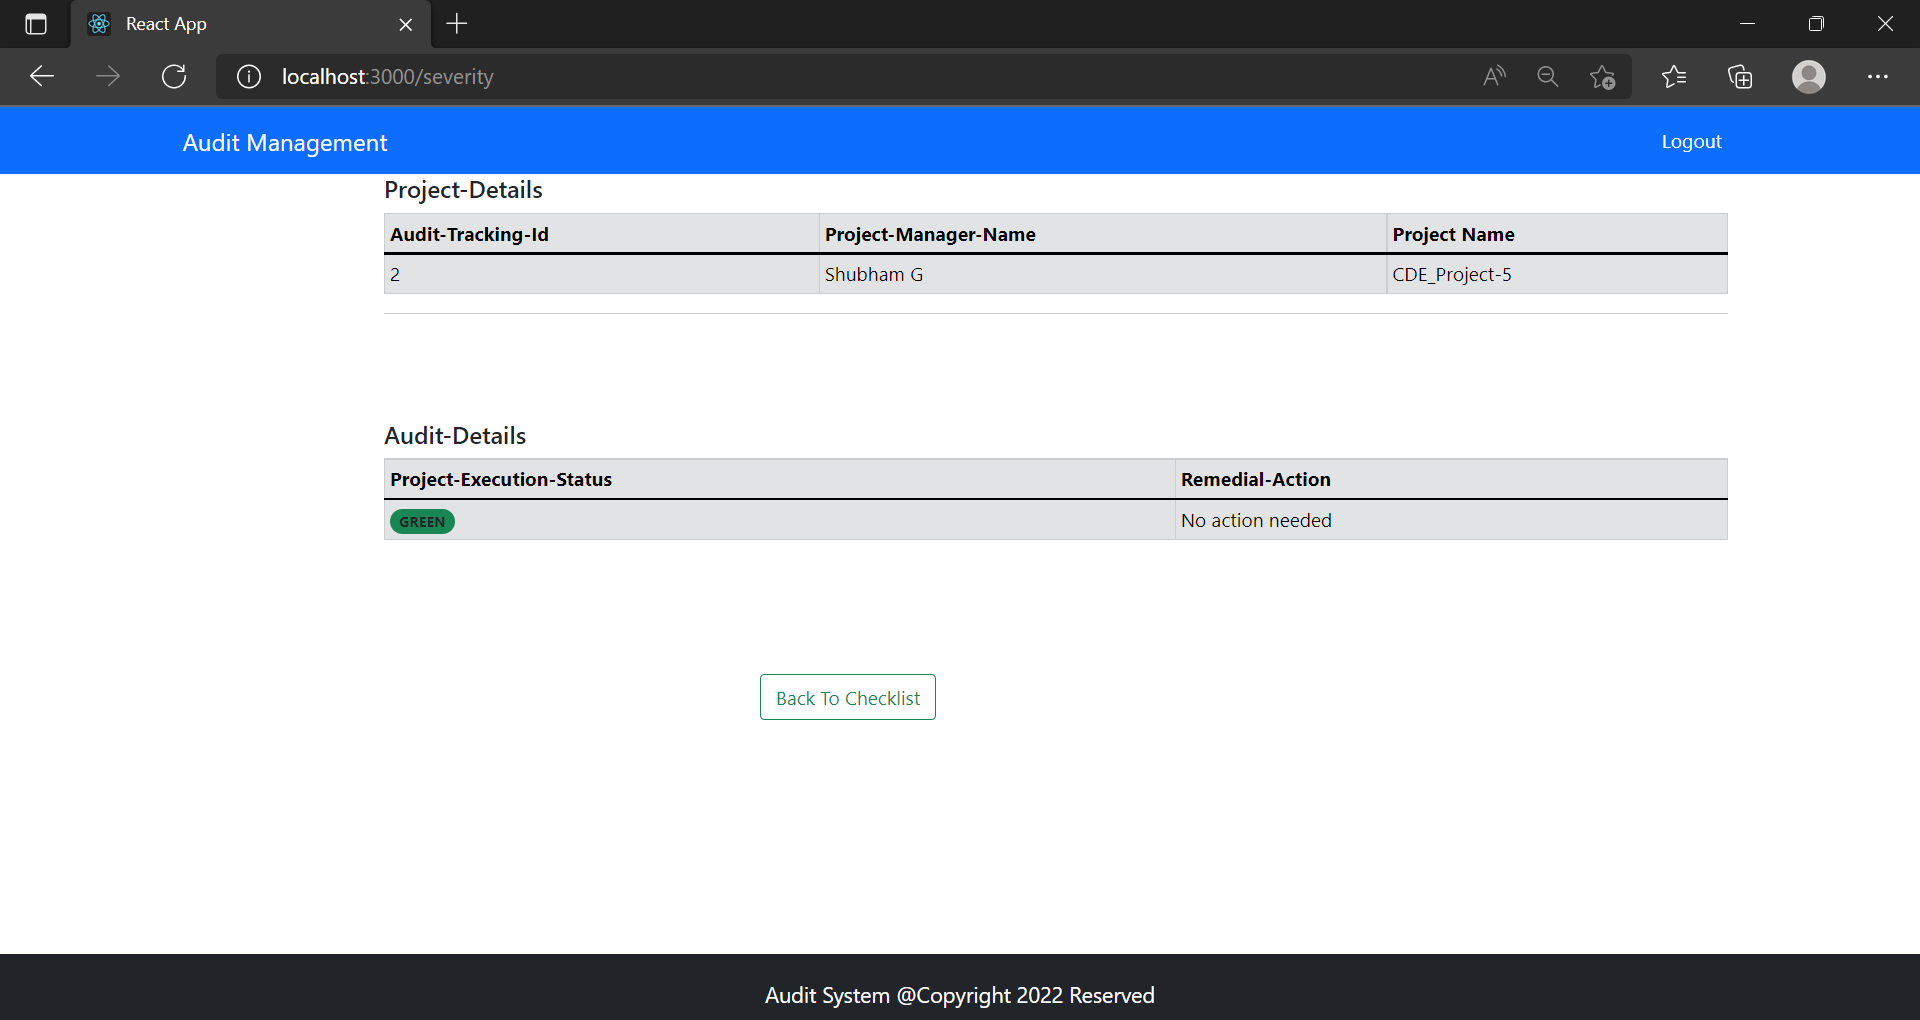 React App
localhost:3000/severity
Audit Management
Logout
Project-Details
Audit-Tracking-Id Project-Manager-Name Project Name
2 Shubham G CDE_Project-5
Audit-Details
Project-Execution-Status Remedial-Action
GREEN No action needed
Back To Checklist
Audit System @Copyright 2022 Reserved